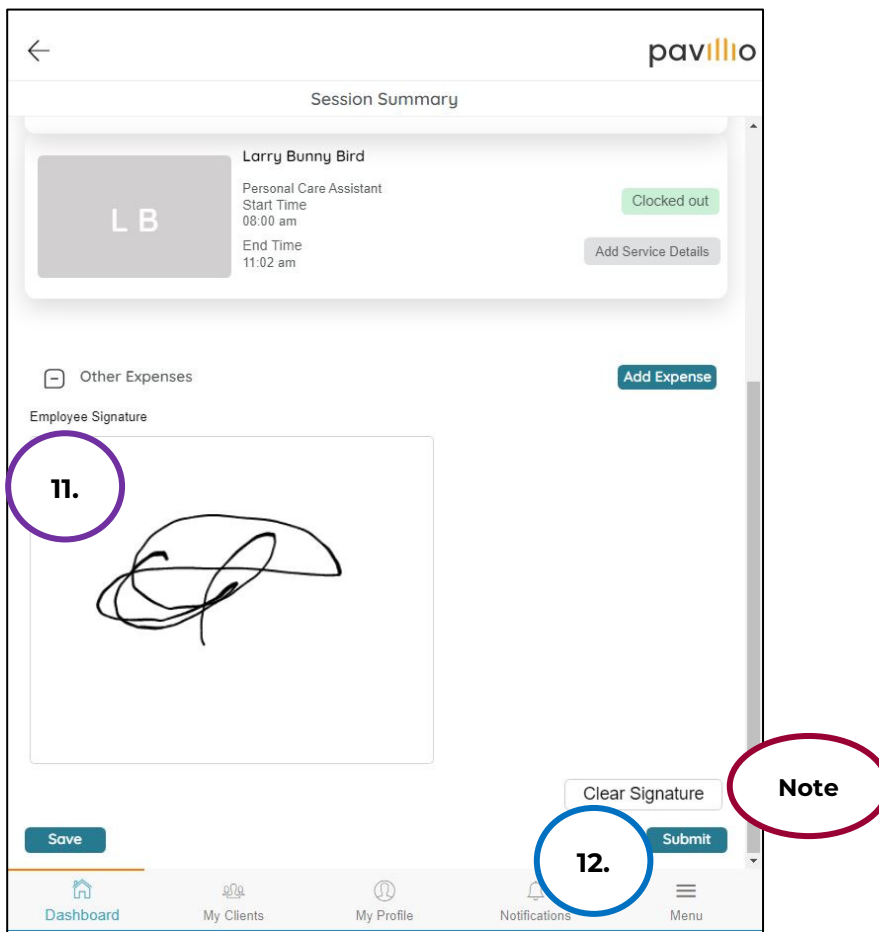 pavillio
Session Summary
Larry Bunny Bird
Personal Care Assistant
Start Time
08:00 am
Clocked out
L B
End Time
11:02 am
Add Service Details
Other Expenses
Add Expense
Employee Signature
11.
Clear Signature
Note
Save
Submit
12.
Dashboard
My Clients
My Profile
Notifications
Menu